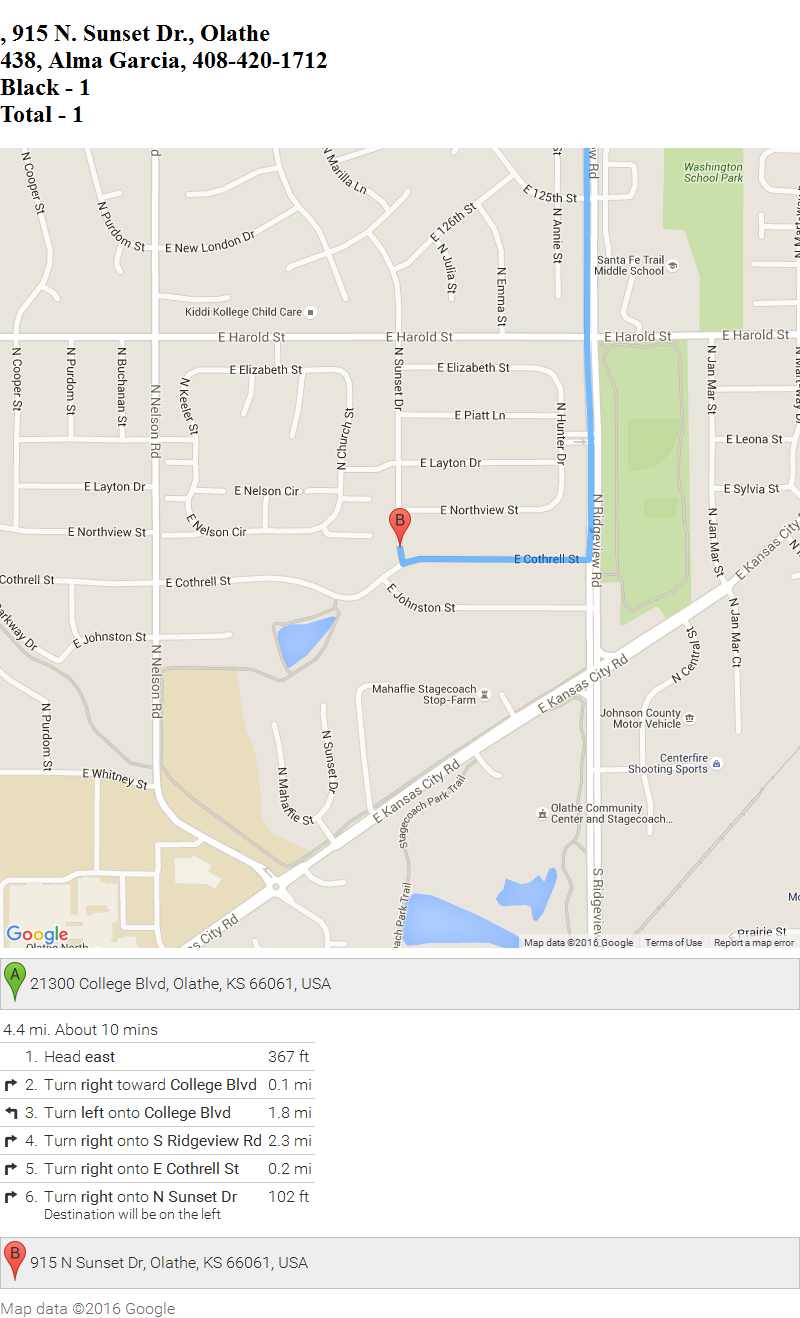 , 915 N. Sunset Dr., Olathe
438, Alma Garcia, 408-420-1712
Black - 1
Total - 1
N Cooper St
N Purdom St
rd
N Marilla Ln
St
w Rd
Washington
School Park
E 125th St
E 126th St
N Annie St
E New London Dr
N Julia St
N Emma St
Santa Fe Trail
Middle School
N Mart-way
Kiddi Kollege Child Care
E Harold St
E Harold St
E Harold St
E Harold St
N Cooper St
N Purdom St
N Buchanan St
N Nelson Rd
N Keeler St
E Elizabeth St
N Sunset Dr
E Elizabeth St
N Jan Mar St
N Mart-Way Dr
N Church St
E Piatt Ln
N Hunter Dr
E Leona St
E Layton Dr
E Layton Dr
E Nelson Cir
E Sylvia St
B
E Northview St
E Northview St
E Nelson Cir
N Ridgeview Rd
N Jan Mar St
E Kansas City
E Cothrell St
Cothrell St
E Cothrell St
E Johnston St
N Jan Mar Ct
arkway Dr
E Johnston St
N Nelson Rd
N Central St
E Kansas City Rd
Mahaffie Stagecoach
Stop-Farm
N Purdom St
Johnson County
Motor Vehicle
N Sunset Dr
N Mahaffie St
E Whitney St
E Kansas City Rd
Stagecoach Park Trail
Centerfire
Shooting Sports
Olathe Community
Center and Stagecoach...
S Ridgeview
ach Park Trail
s City Rd
Mc
E Prairie St
Google
Olathe North
Map data ©2016 Google Terms of Use Report a map error
A 21300 College Blvd, Olathe, KS 66061, USA
4.4 mi. About 10 mins
1. Head east 367 ft
2. Turn right toward College Blvd 0.1 mi
3. Turn left onto College Blvd 1.8 mi
4. Turn right onto S Ridgeview Rd 2.3 mi
5. Turn right onto E Cothrell St 0.2 mi
6. Turn right onto N Sunset Dr 102 ft
Destination will be on the left
B 915 N Sunset Dr, Olathe, KS 66061, USA
Map data ©2016 Google